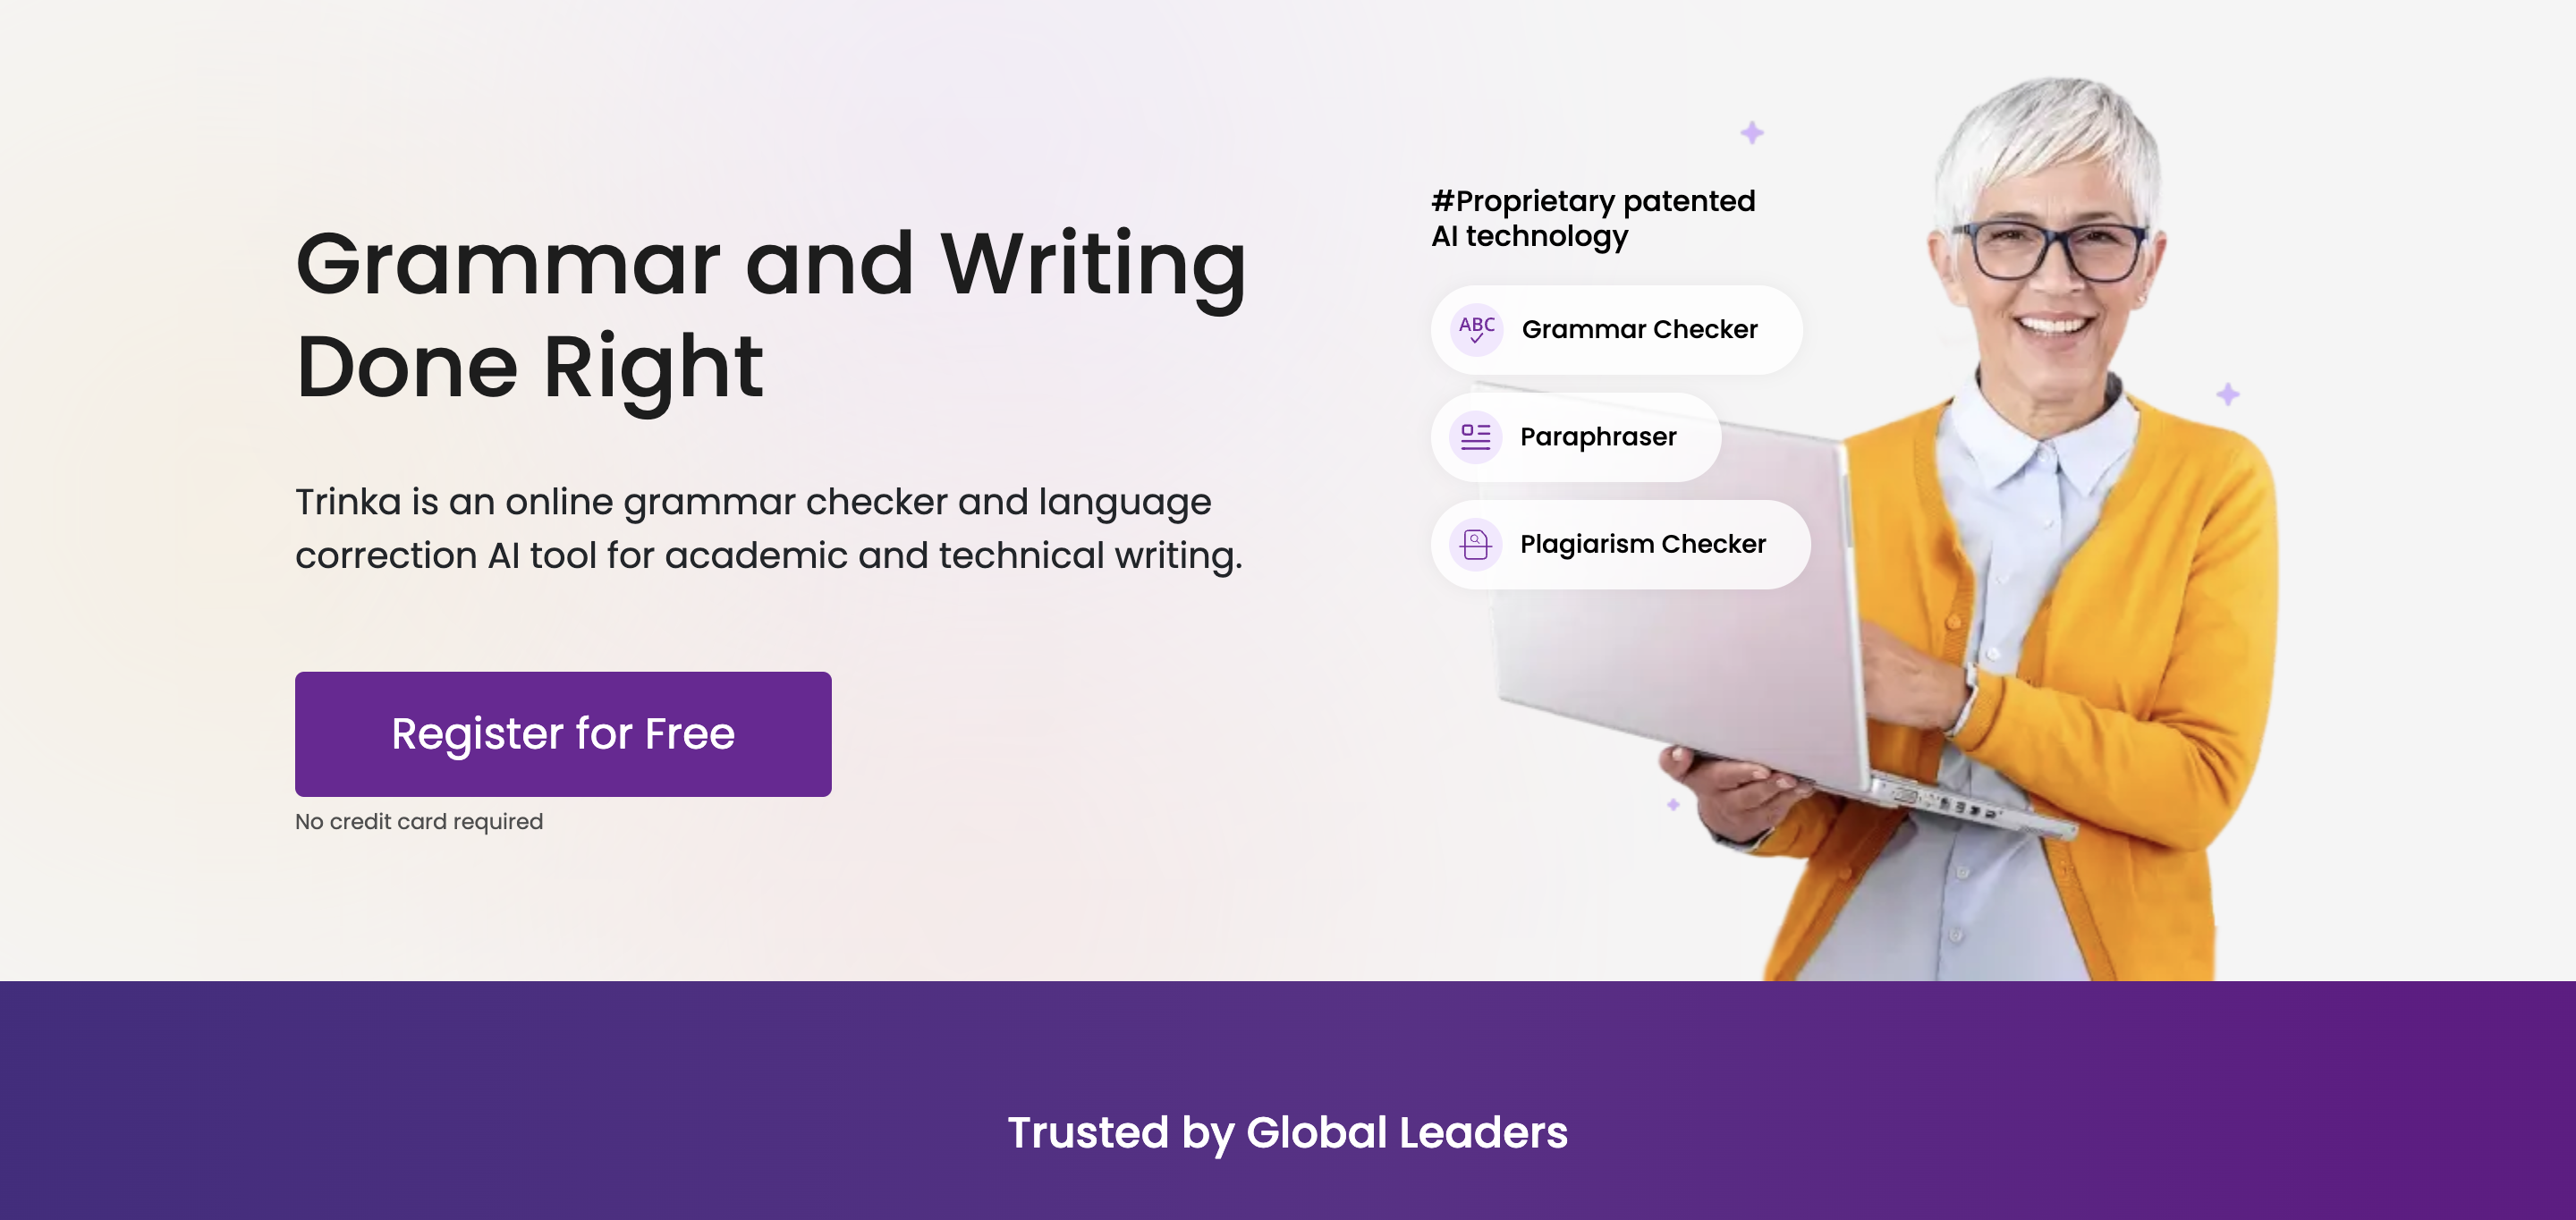 Grammar and Writing
Done Right
Trinka is an online grammar checker and language
correction AI tool for academic and technical writing.
Register for Free
No credit card required
#Proprietary patented
AI technology
ABC
Grammar Checker
Paraphraser
Plagiarism Checker
Trusted by Global Leaders